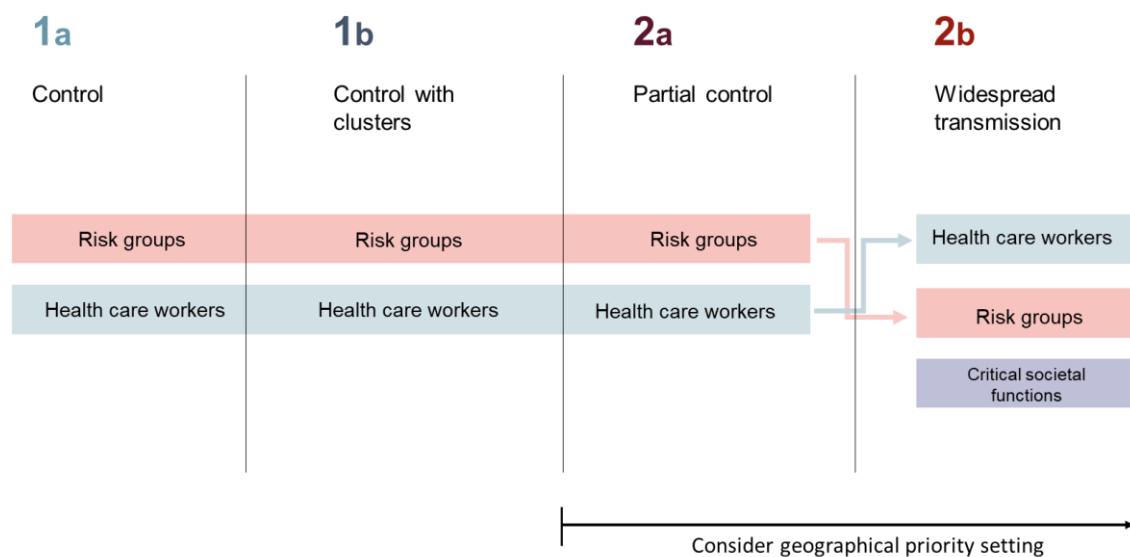 1a
1b
2a
2b
Control
Control with
clusters
Partial control
Widespread
transmission
Risk groups
Risk groups
Risk groups
Health care workers
Health care workers
Health care workers
Health care workers
Risk groups
Critical societal
functions
Consider geographical priority setting